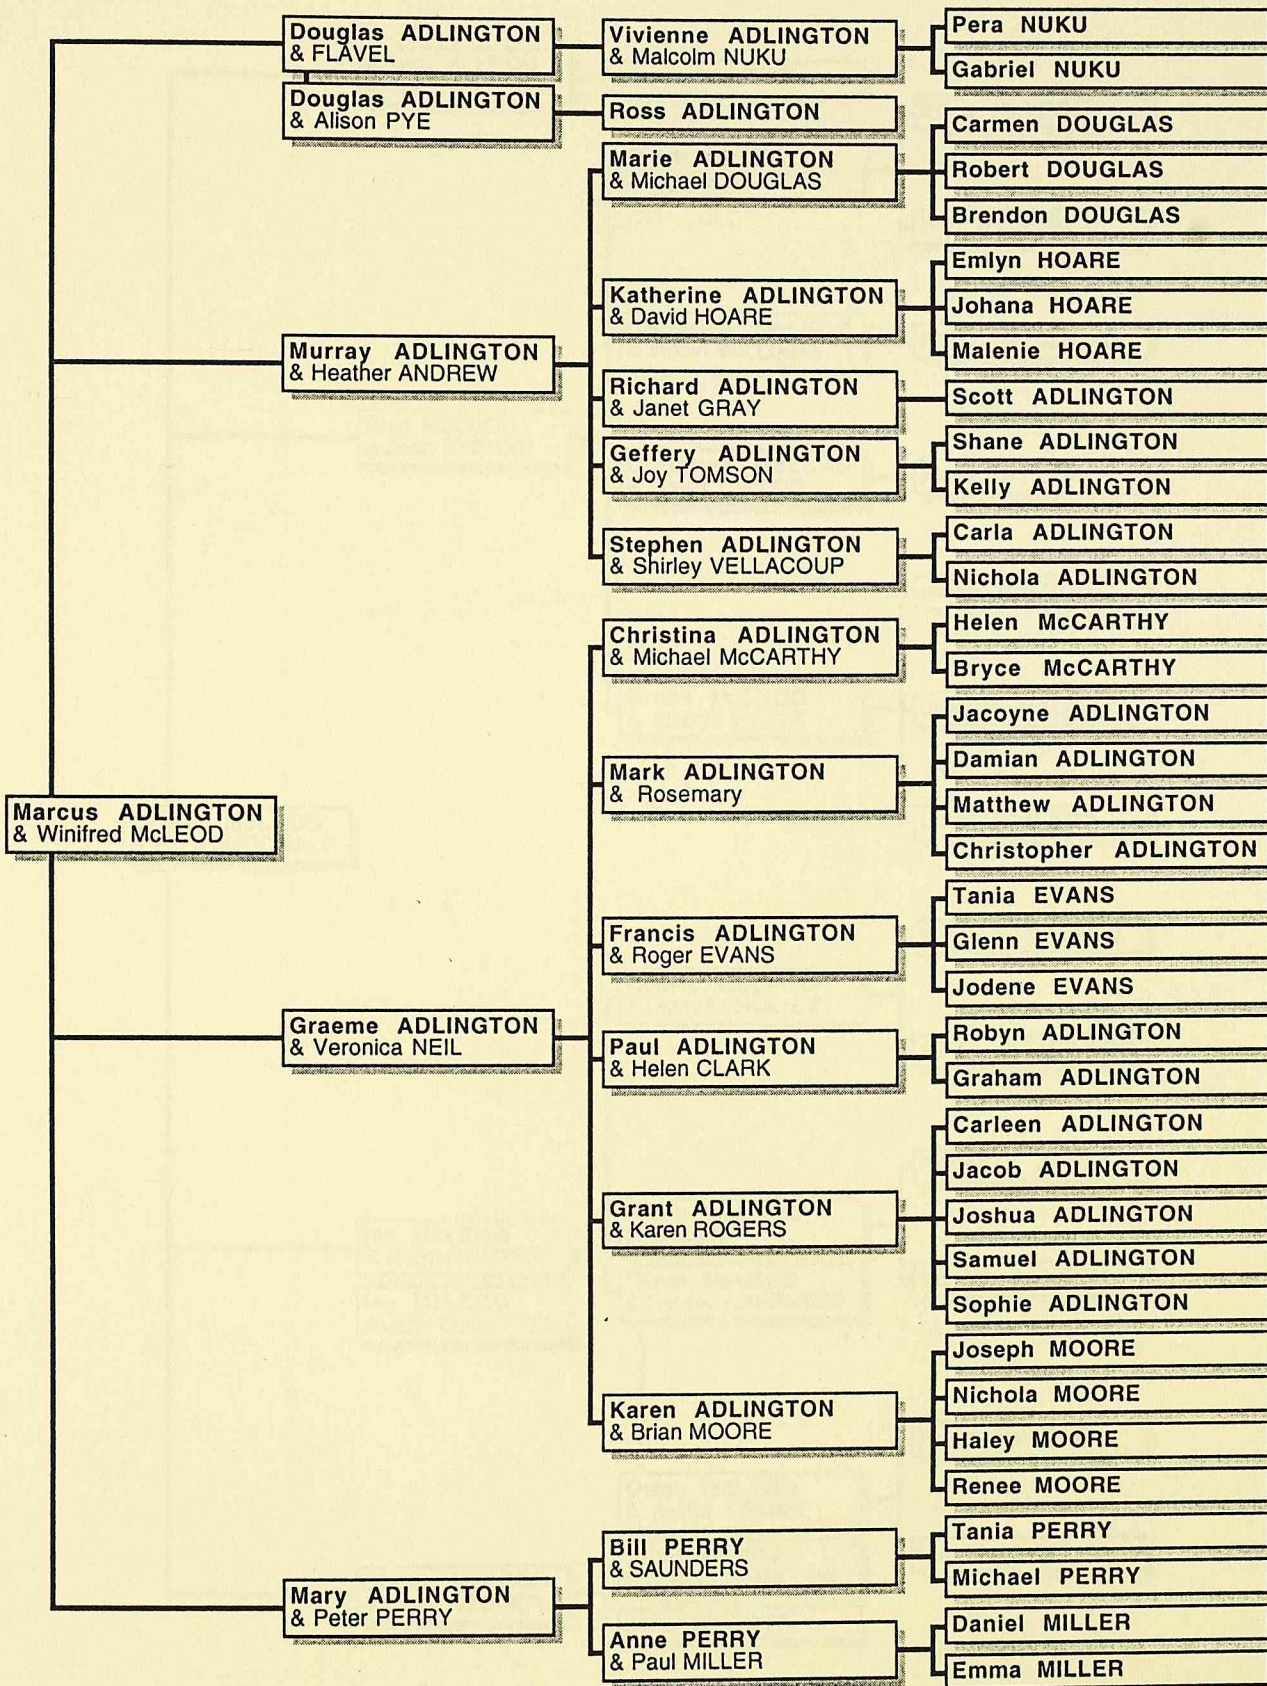 Marcus ADLINGTON
& Winifred McLEOD
Douglas ADLINGTON
& FLAVEL
Douglas ADLINGTON
& Alison PYE
Murray ADLINGTON
& Heather ANDREW
Graeme ADLINGTON
& Veronica NEIL
Mary ADLINGTON
& Peter PERRY
Vivienne ADLINGTON
& Malcolm NUKU
Ross ADLINGTON
Marie ADLINGTON
& Michael DOUGLAS
Katherine ADLINGTON
& David HOARE
Richard ADLINGTON
& Janet GRAY
Geffery ADLINGTON
& Joy TOMSON
Stephen ADLINGTON
& Shirley VELLACOUP
Christina ADLINGTON
& Michael McCARTHY
Mark ADLINGTON
& Rosemary
Francis ADLINGTON
& Roger EVANS
Paul ADLINGTON
& Helen CLARK
Grant ADLINGTON
& Karen ROGERS
Karen ADLINGTON
& Brian MOORE
Bill PERRY
& SAUNDERS
Anne PERRY
& Paul MILLER
Pera NUKU
Gabriel NUKU
Carmen DOUGLAS
Robert DOUGLAS
Brendon DOUGLAS
Emlyn HOARE
Johana HOARE
Malenie HOARE
Scott ADLINGTON
Shane ADLINGTON
Kelly ADLINGTON
Carla ADLINGTON
Nichola ADLINGTON
Helen McCARTHY
Bryce McCARTHY
Jacoyne ADLINGTON
Damian ADLINGTON
Matthew ADLINGTON
Christopher ADLINGTON
Tania EVANS
Glenn EVANS
Jodene EVANS
Robyn ADLINGTON
Graham ADLINGTON
Carleen ADLINGTON
Jacob ADLINGTON
Joshua ADLINGTON
Samuel ADLINGTON
Sophie ADLINGTON
Joseph MOORE
Nichola MOORE
Haley MOORE
Renee MOORE
Tania PERRY
Michael PERRY
Daniel MILLER
Emma MILLER